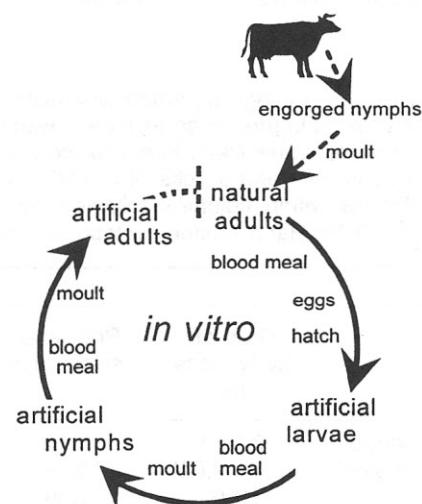 engorged nymphs
moult
natural
adults
artificial
adults
blood meal
eggs
hatch
moult
in vitro
blood
meal
artificial
larvae
artificial
nymphs
blood
meal
moult